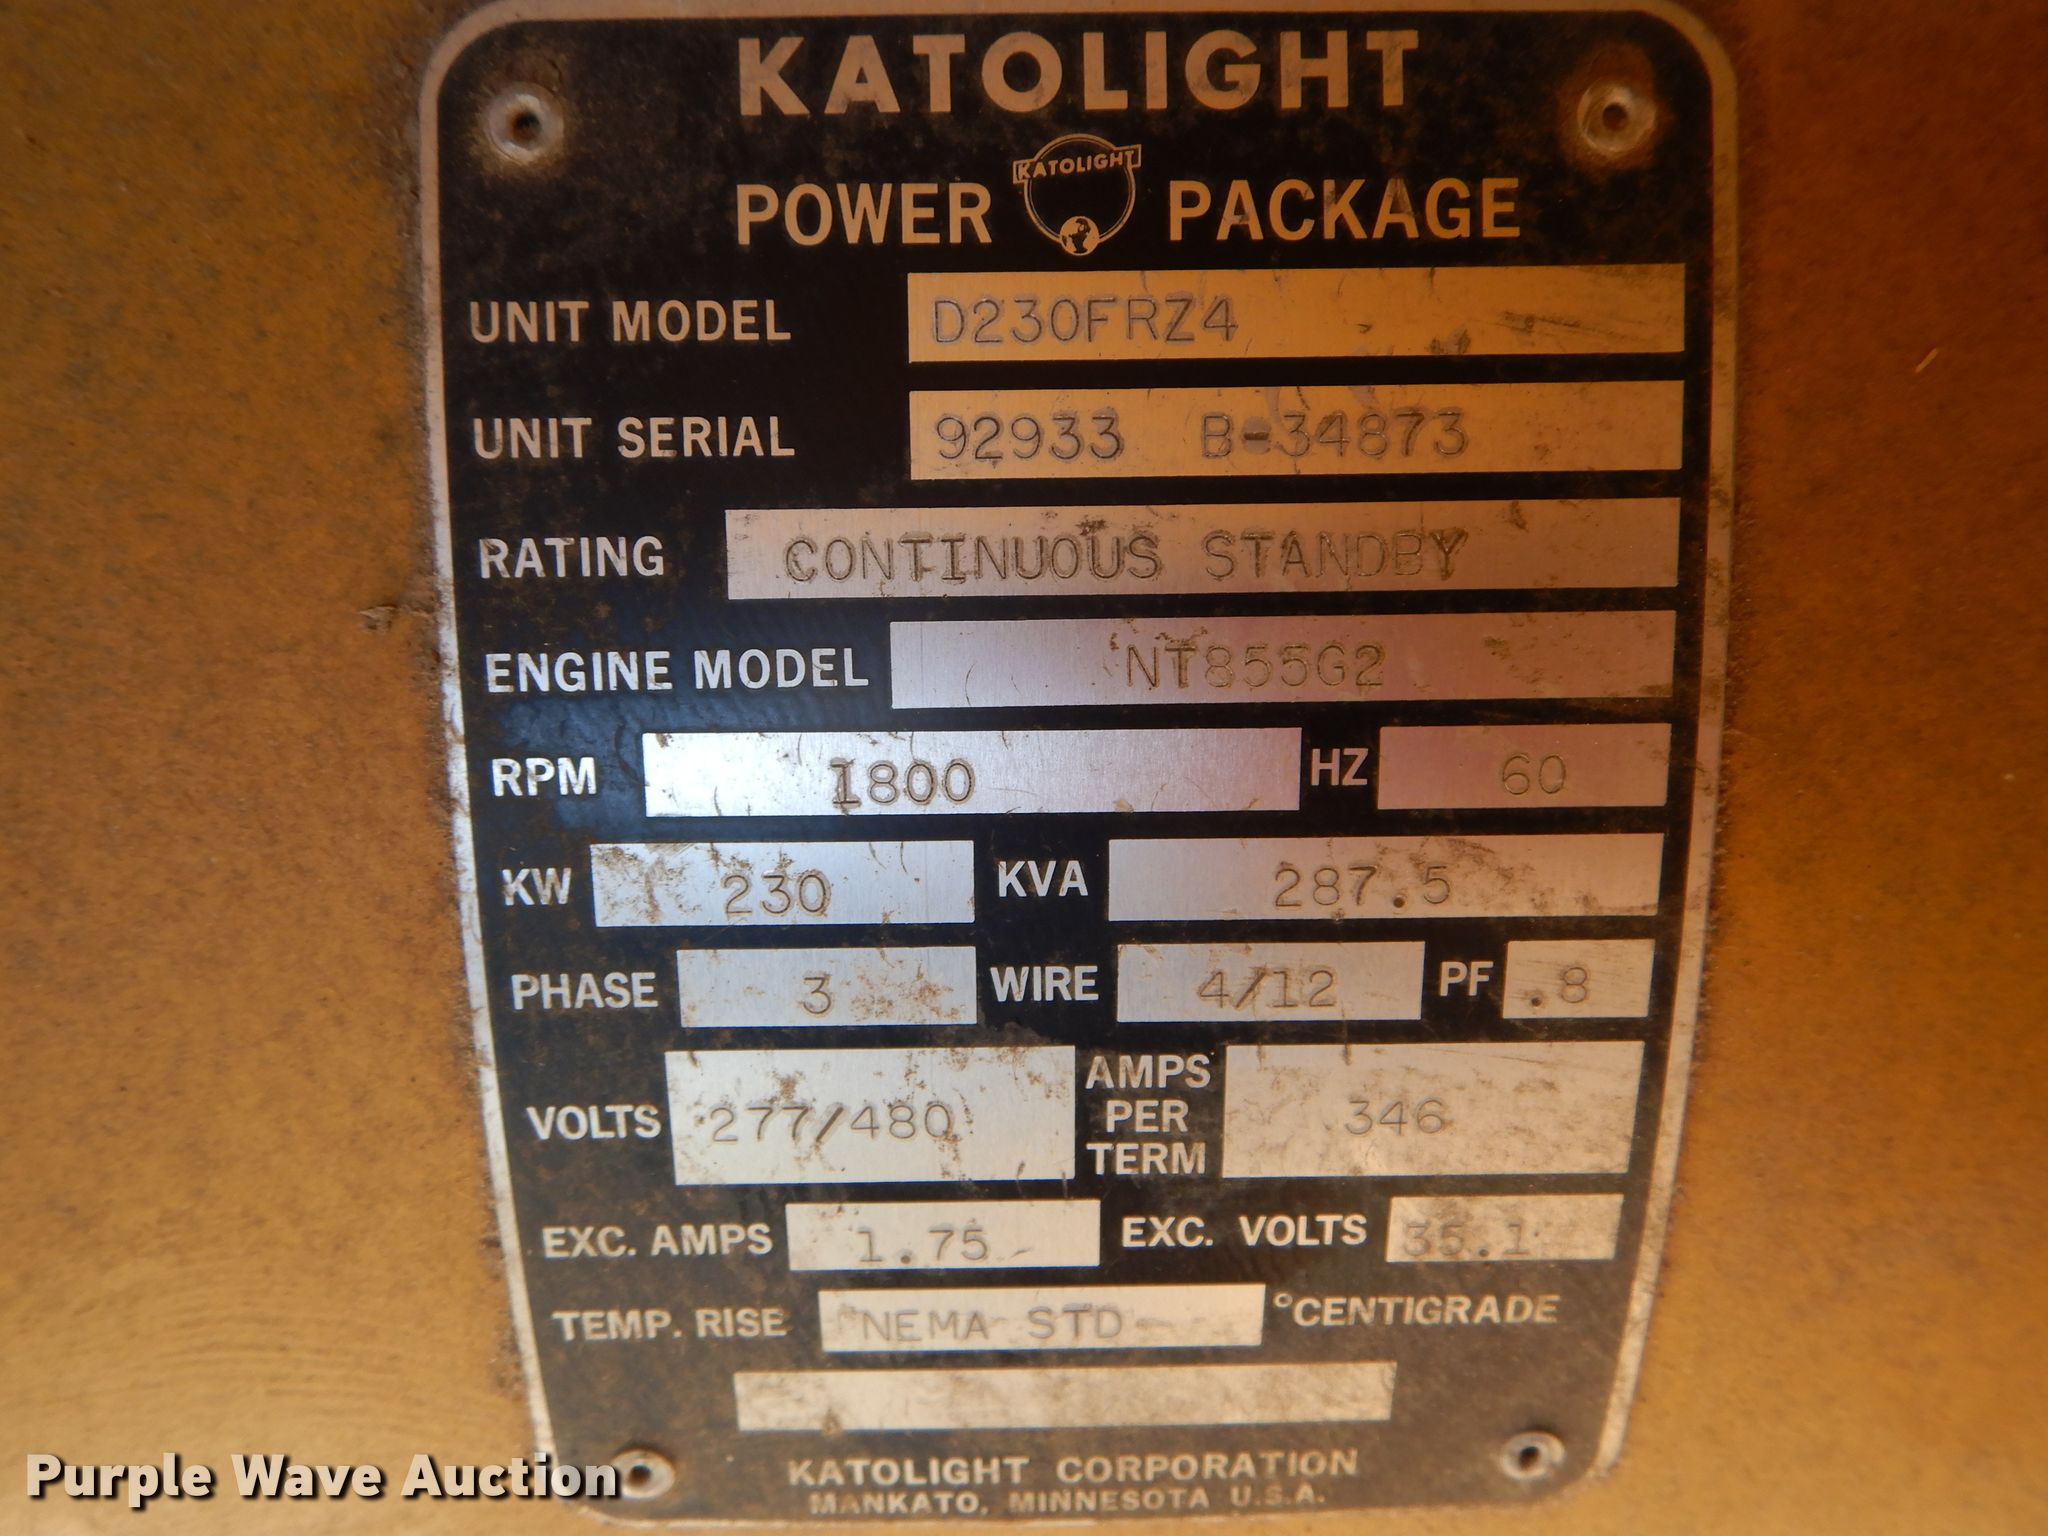 KATOLIGHT
KATOLIGHT
POWER PACKAGE
UNIT MODEL D230FRZ4
UNIT SERIAL 92933 B-34873
RATING CONTINUOUS STANDBY
ENGINE MODEL NT855G2
RPM 1800 HZ 60
KW 230 KVA 287.5
PHASE 3 WIRE 4/12 PF .8
VOLTS 277/480 AMPS PER TERM 346
EXC. AMPS 1.75 EXC. VOLTS 35.1
TEMP. RISE NEMA STD °CENTIGRADE
KATOLIGHT CORPORATION
MANKATO, MINNESOTA U.S.A.
Purple Wave Auction